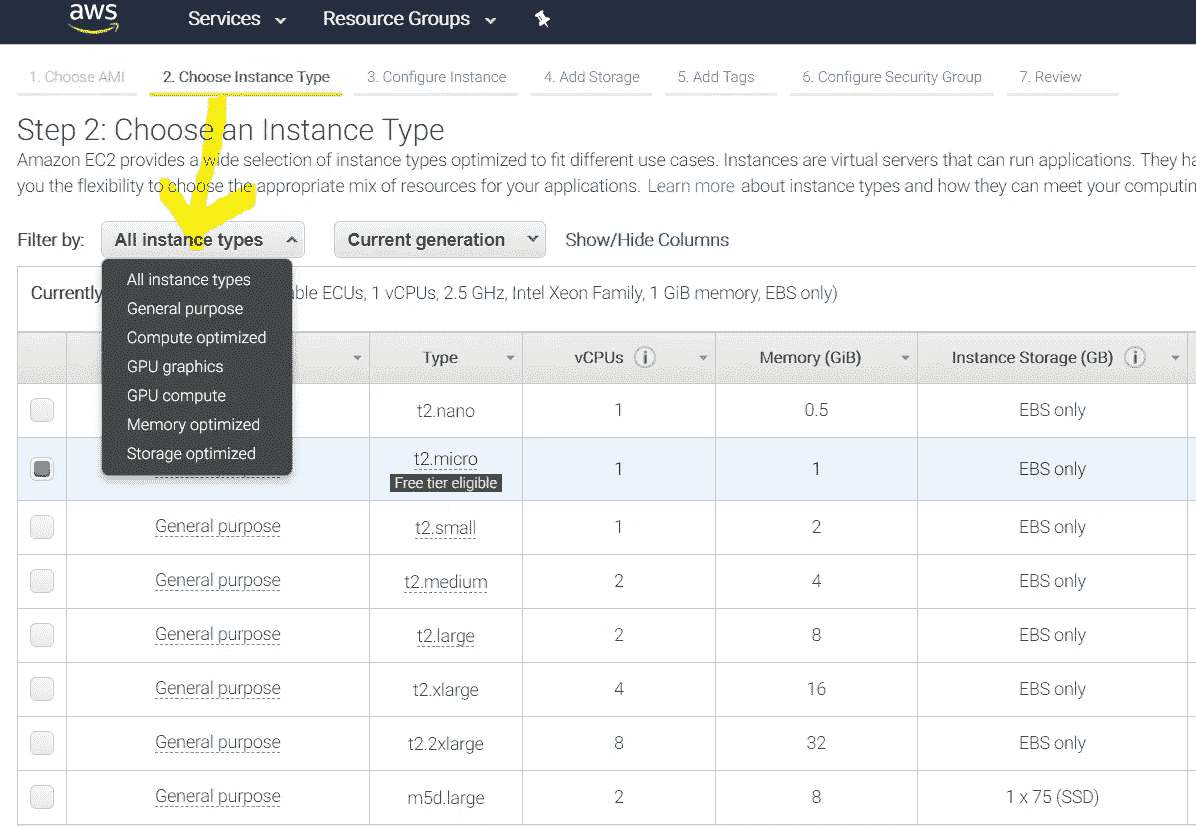 aws Services Resource Groups
1. Choose AMI 2. Choose Instance Type 3. Configure Instance 4. Add Storage 5. Add Tags 6. Configure Security Group 7. Review
Step 2: Choose an Instance Type
Amazon EC2 provides a wide selection of instance types optimized to fit different use cases. Instances are virtual servers that can run applications. They
you the flexibility to choose the appropriate mix of resources for your applications. Learn more about instance types and how they can meet your computing
Filter by: All instance types Current generation Show/Hide Columns
All instance types
General purpose
Compute optimized
GPU graphics
GPU compute
Memory optimized
Storage optimized
Currently ECUs, 1 vCPUs, 2.5 GHz, Intel Xeon Family, 1 GiB memory, EBS only)
Type vCPUs i Memory (GiB) Instance Storage (GB) i
t2.nano 1 0.5 EBS only
t2.micro 1 1 EBS only
Free tier eligible
General purpose t2.small 1 2 EBS only
General purpose t2.medium 2 4 EBS only
General purpose t2.large 2 8 EBS only
General purpose t2.xlarge 4 16 EBS only
General purpose t2.2xlarge 8 32 EBS only
General purpose m5d.large 2 8 1 x 75 (SSD)